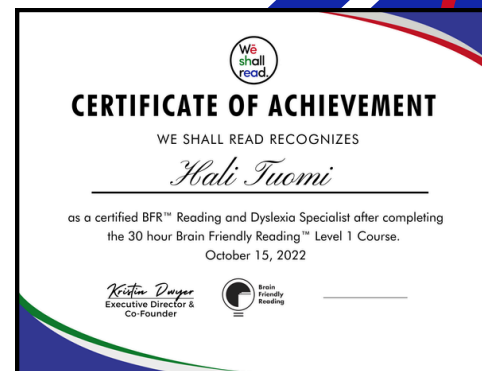 Wē
shall
read.
CERTIFICATE OF ACHIEVEMENT
WE SHALL READ RECOGNIZES
Hali Tuomi
as a certified BFR™ Reading and Dyslexia Specialist after completing
the 30 hour Brain Friendly Reading™ Level 1 Course.
October 15, 2022
Kristin Dwyer
Executive Director &
Co-Founder
Brain
Friendly
Reading